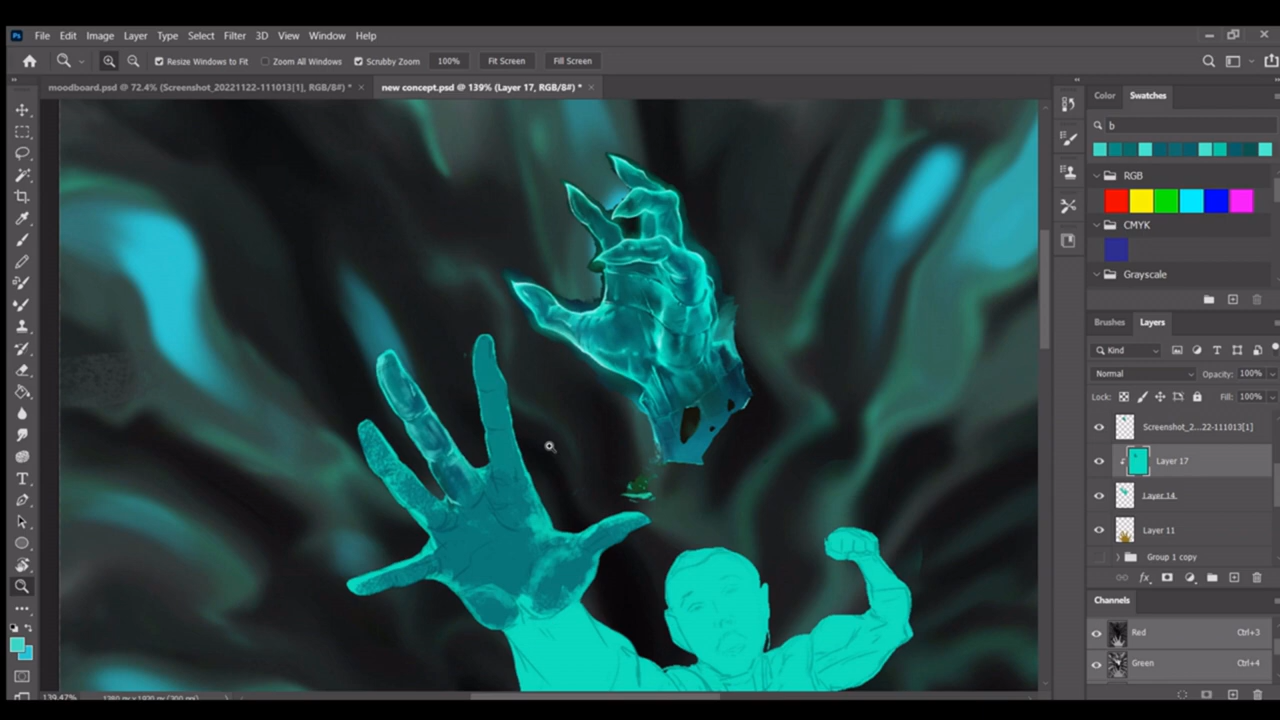 Ps File Edit Image Layer Type Select Filter 3D View Window Help
Resize Windows to Fit Zoom All Windows Scrubby Zoom 100% Fit Screen Fill Screen
moodboard.psd @ 72.4% (Screenshot_20221122-111013[1], RGB/8#) * × new concept.psd @ 139% (Layer 17, RGB/8#) * ×
Color Swatches
b
RGB
CMYK
Grayscale
Brushes Layers
Kind
Normal Opacity: 100%
Lock: Fill: 100%
Screenshot_2...22-111013[1]
Layer 17
Layer 14
Layer 11
Group 1 copy
fx
Channels
Red Ctrl+3
Green Ctrl+4
139.47%